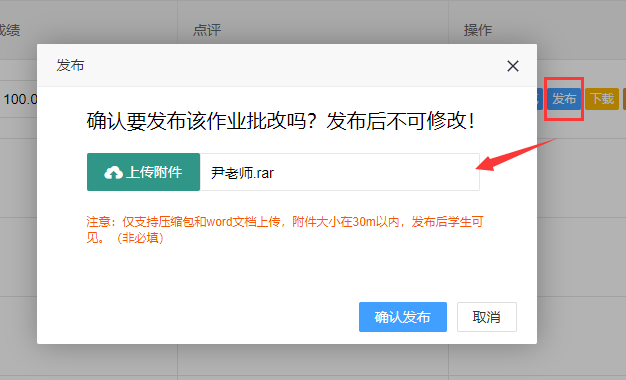 成绩 点评 操作
发布
100.0 发布 下载
确认要发布该作业批改吗？发布后不可修改！
上传附件 尹老师.rar
注意：仅支持压缩包和word文档上传，附件大小在30m以内，发布后学生可
见。（非必填）
确认发布 取消